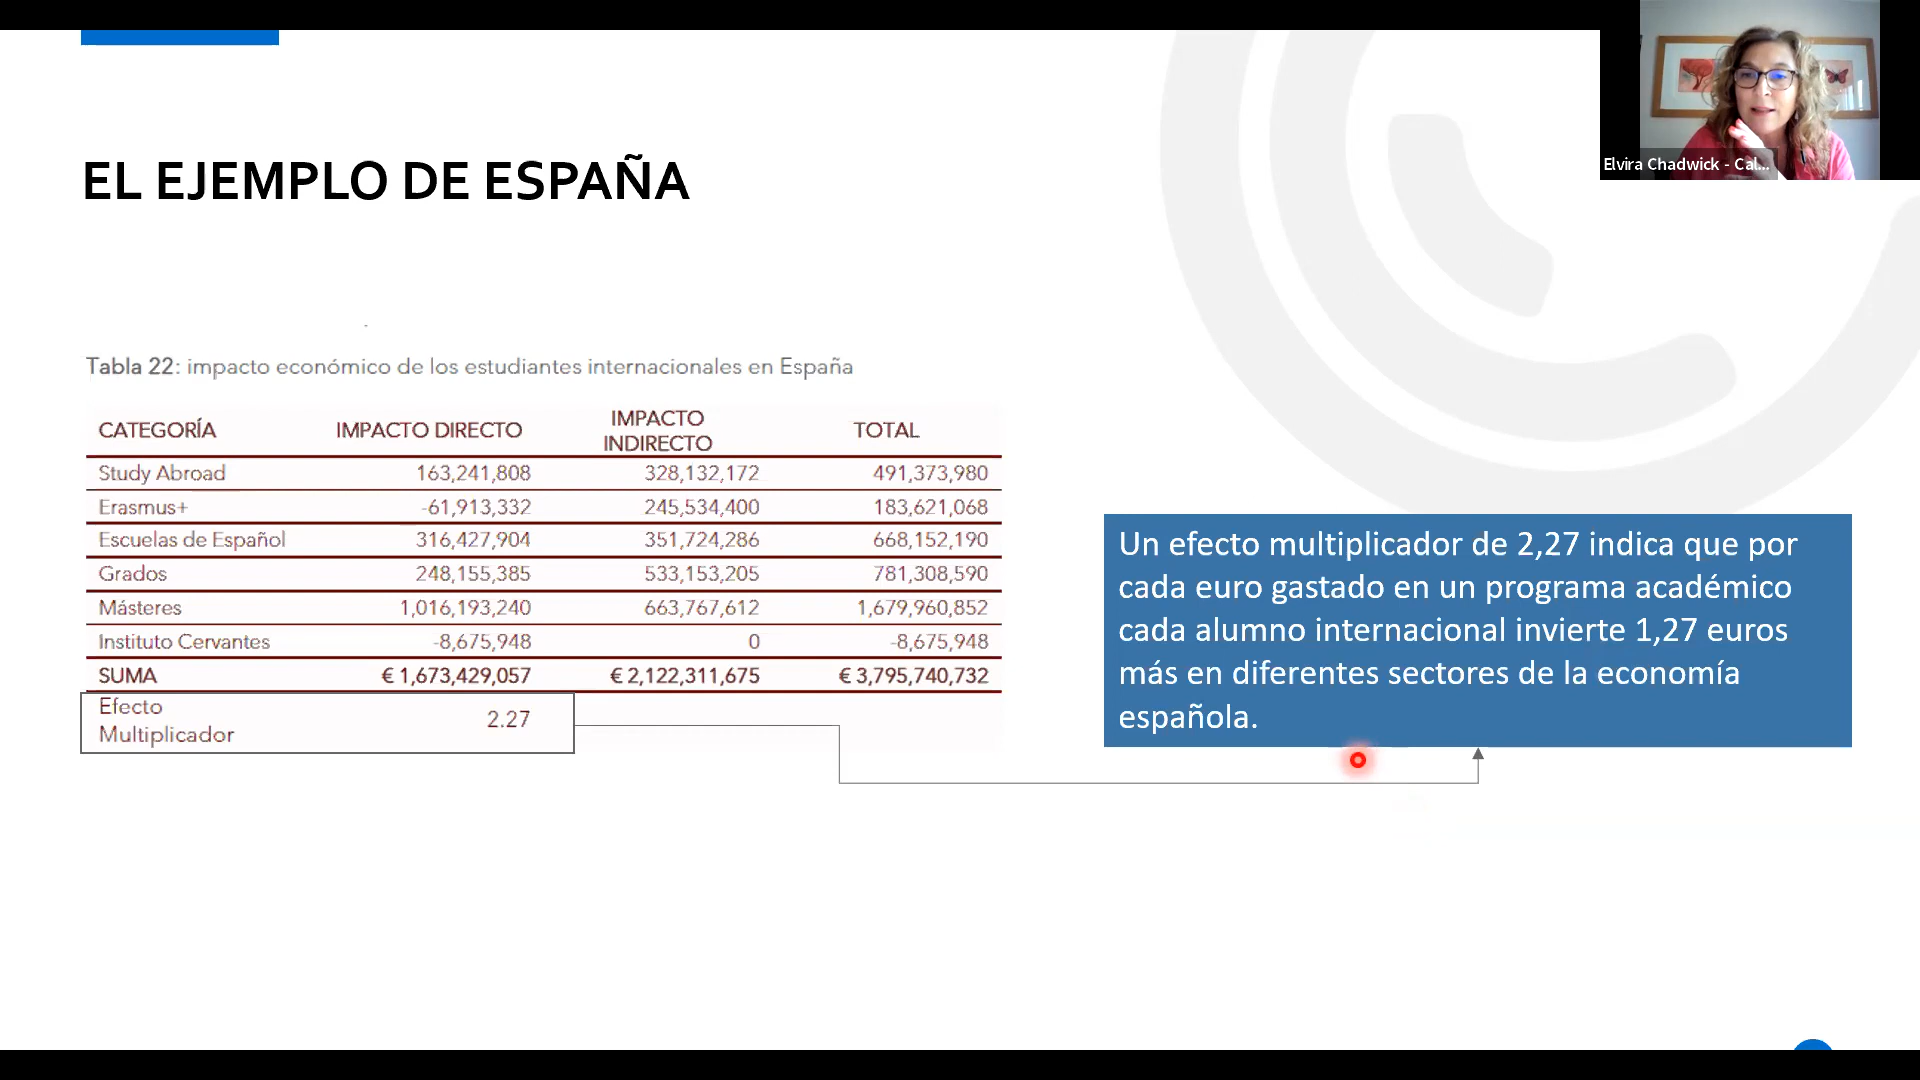 Elvira Chadwick - Cal...
EL EJEMPLO DE ESPAÑA
Tabla 22: impacto económico de los estudiantes internacionales en España
CATEGORÍA IMPACTO DIRECTO IMPACTO INDIRECTO TOTAL
Study Abroad 163,241,808 328,132,172 491,373,980
Erasmus+ -61,913,332 245,534,400 183,621,068
Escuelas de Español 316,427,904 351,724,286 668,152,190
Grados 248,155,385 533,153,205 781,308,590
Másteres 1,016,193,240 663,767,612 1,679,960,852
Instituto Cervantes -8,675,948 0 -8,675,948
SUMA € 1,673,429,057 € 2,122,311,675 € 3,795,740,732
Efecto
Multiplicador 2.27
Un efecto multiplicador de 2,27 indica que por
cada euro gastado en un programa académico
cada alumno internacional invierte 1,27 euros
más en diferentes sectores de la economía
española.